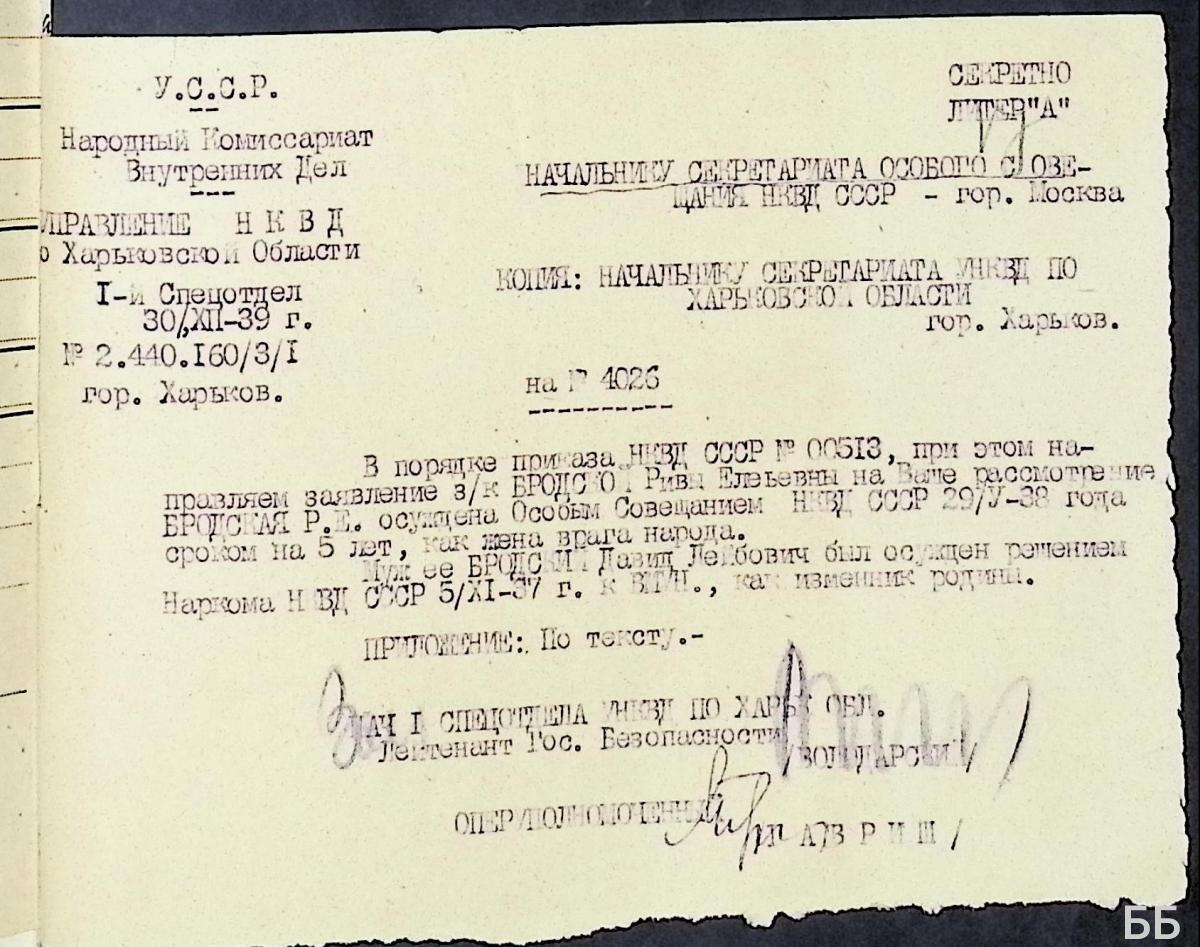 У.С.С.Р.
Народный Комиссариат
Внутренних Дел
УПРАВЛЕНИЕ Н К В Д
о Харьковской Области
I-й Спецотдел
30/XII-39 г.
№ 2.440.160/3/I
гор. Харьков.
СЕКРЕТНО
ЛИТЕР"А"
НАЧАЛЬНИКУ СЕКРЕТАРИАТА ОСОБОГО СОВЕ-
ЩАНИЯ НКВД СССР - гор. Москва
КОПИЯ: НАЧАЛЬНИКУ СЕКРЕТАРИАТА УНКВД ПО
ХАРЬКОВСКОЙ ОБЛАСТИ
гор. Харьков.
на № 4026
В порядке приказа НКВД СССР № 00513, при этом на-
правляем заявление з/к БРОДСКОЙ Ривы Елевьевны на Ваше рассмотрение
БРОДСКАЯ Р.Е. осуждена Особым Совещанием НКВД СССР 29/У-38 года
сроком на 5 лет, как жена врага народа.
Муж ее БРОДСКИЙ Давид Лейбович был осужден решением
Наркома НКВД СССР 5/XI-37 г. к ВМН., как изменник родины.
ПРИЛОЖЕНИЕ: По тексту.-
НАЧ I СПЕЦОТДЕЛА УНКВД ПО ХАРЬК ОБЛ.
Лейтенант Гос. Безопасности
/ВОЛОДАРСКИЙ/
ОПЕРУПОЛНОМОЧЕННЫЙ
ББ